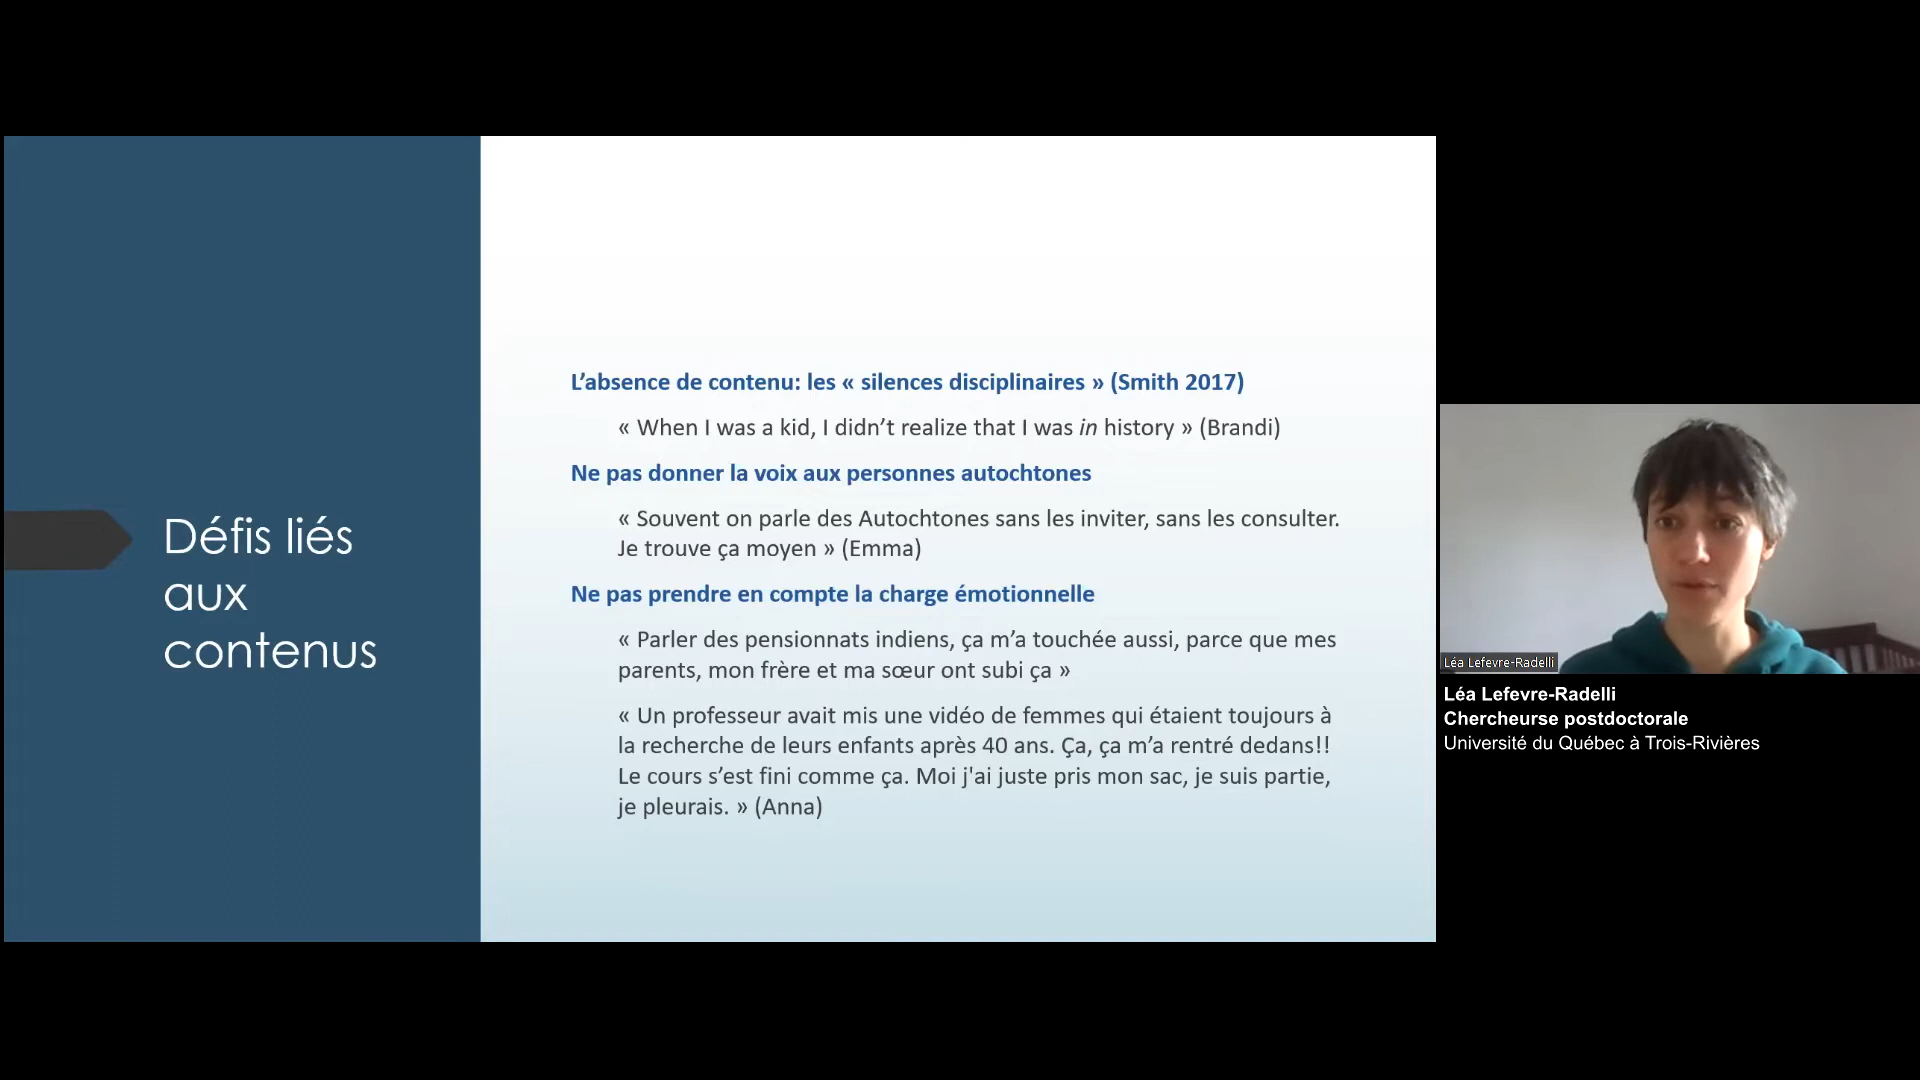 Défis liés
aux
contenus
L’absence de contenu: les « silences disciplinaires » (Smith 2017)
« When I was a kid, I didn’t realize that I was in history » (Brandi)
Ne pas donner la voix aux personnes autochtones
« Souvent on parle des Autochtones sans les inviter, sans les consulter.
Je trouve ça moyen » (Emma)
Ne pas prendre en compte la charge émotionnelle
« Parler des pensionnats indiens, ça m’a touchée aussi, parce que mes
parents, mon frère et ma sœur ont subi ça »
« Un professeur avait mis une vidéo de femmes qui étaient toujours à
la recherche de leurs enfants après 40 ans. Ça, ça m’a rentré dedans!!
Le cours s’est fini comme ça. Moi j'ai juste pris mon sac, je suis partie,
je pleurais. » (Anna)
Léa Lefevre-Radelli
Léa Lefevre-Radelli
Chercheurse postdoctorale
Université du Québec à Trois-Rivières